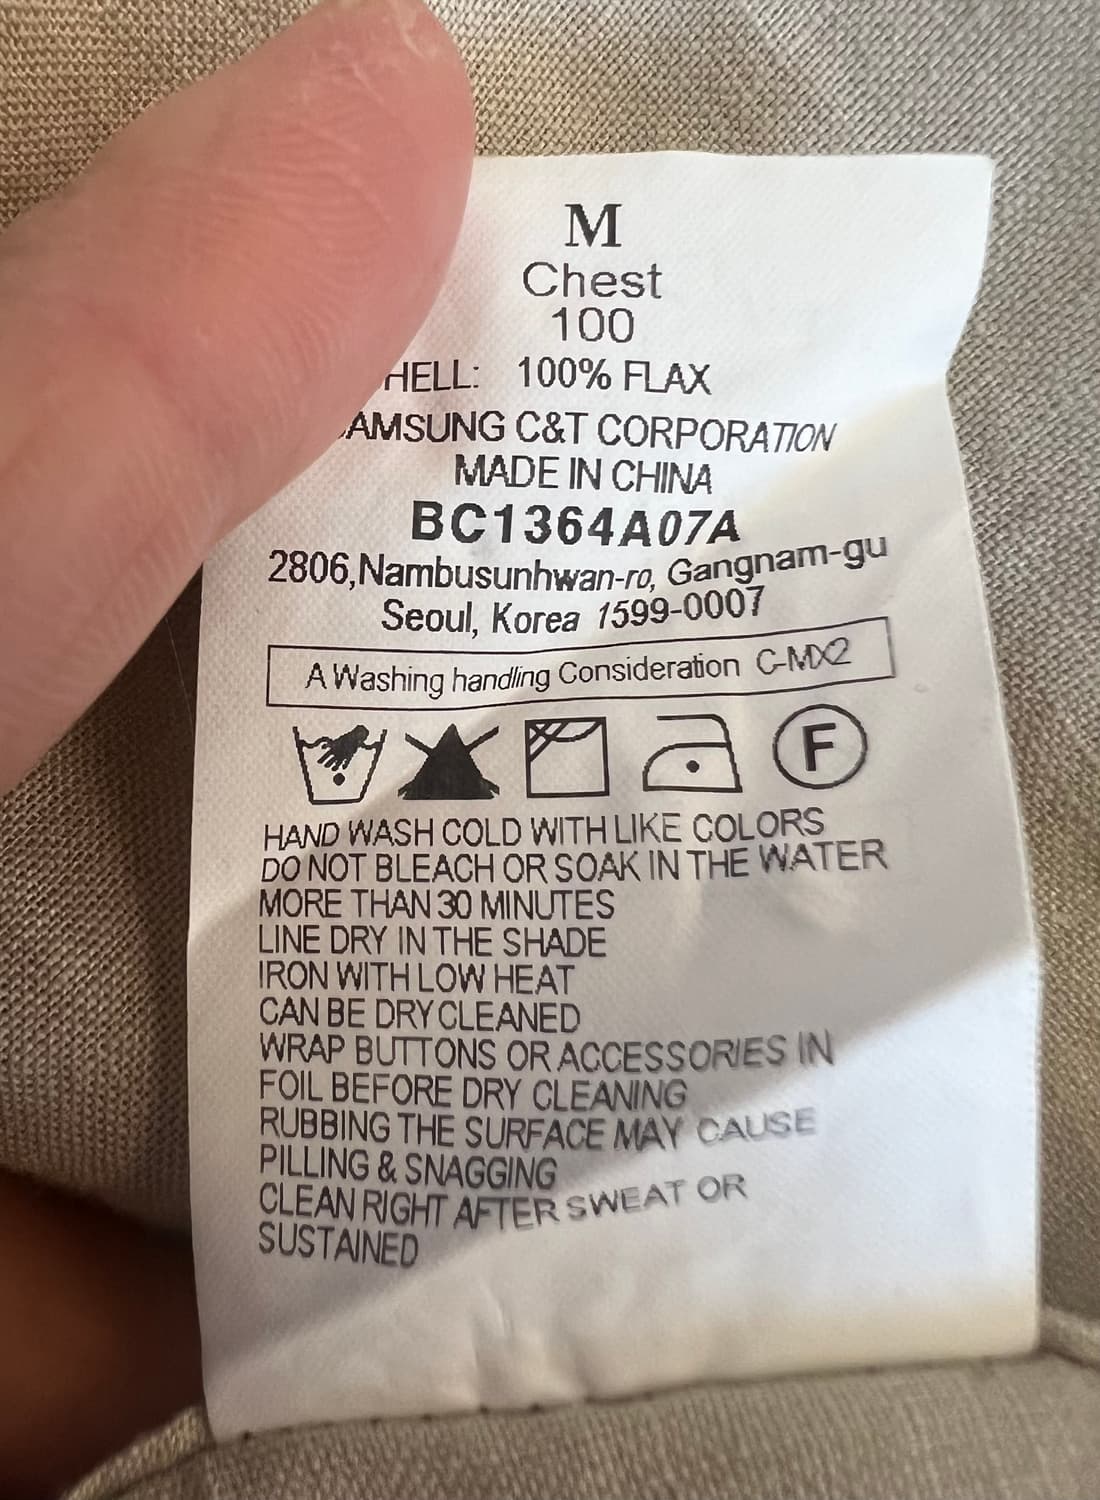 M
Chest
100
HELL: 100% FLAX
AMSUNG C&T CORPORATION
MADE IN CHINA
BC1364A07A
2806,Nambusunhwan-ro, Gangnam-gu
Seoul, Korea 1599-0007
A Washing handling Consideration C-MX2
F
HAND WASH COLD WITH LIKE COLORS
DO NOT BLEACH OR SOAK IN THE WATER
MORE THAN 30 MINUTES
LINE DRY IN THE SHADE
IRON WITH LOW HEAT
CAN BE DRY CLEANED
WRAP BUTTONS OR ACCESSORIES IN
FOIL BEFORE DRY CLEANING
RUBBING THE SURFACE MAY CAUSE
PILLING & SNAGGING
CLEAN RIGHT AFTER SWEAT OR
SUSTAINED